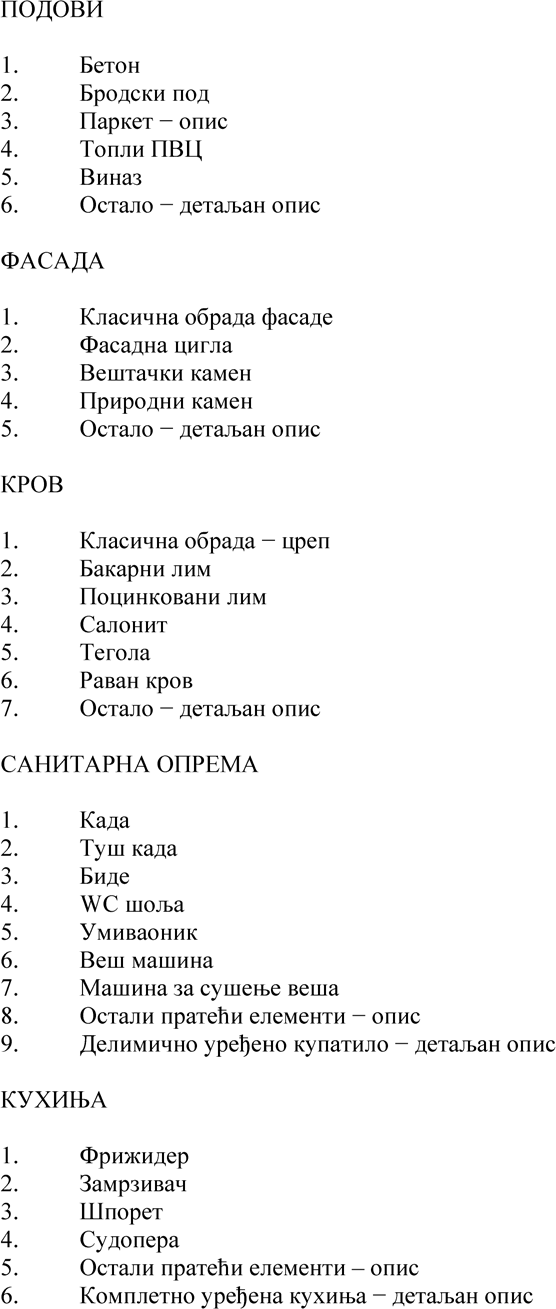 ПОДОВИ
1. Бетон
2. Бродски под
3. Паркет − опис
4. Топли ПВЦ
5. Виназ
6. Остало − детаљан опис
ФАСАДА
1. Класична обрада фасаде
2. Фасадна цигла
3. Вештачки камен
4. Природни камен
5. Остало − детаљан опис
КРОВ
1. Класична обрада − цреп
2. Бакарни лим
3. Поцинковани лим
4. Салонит
5. Тегола
6. Раван кров
7. Остало − детаљан опис
САНИТАРНА ОПРЕМА
1. Када
2. Туш када
3. Биде
4. WC шоља
5. Умиваоник
6. Веш машина
7. Машина за сушење веша
8. Остали пратећи елементи − опис
9. Делимично уређено купатило − детаљан опис
КУХИЊА
1. Фрижидер
2. Замрзивач
3. Шпорет
4. Судопера
5. Остали пратећи елементи – опис
6. Комплетно уређена кухиња − детаљан опис